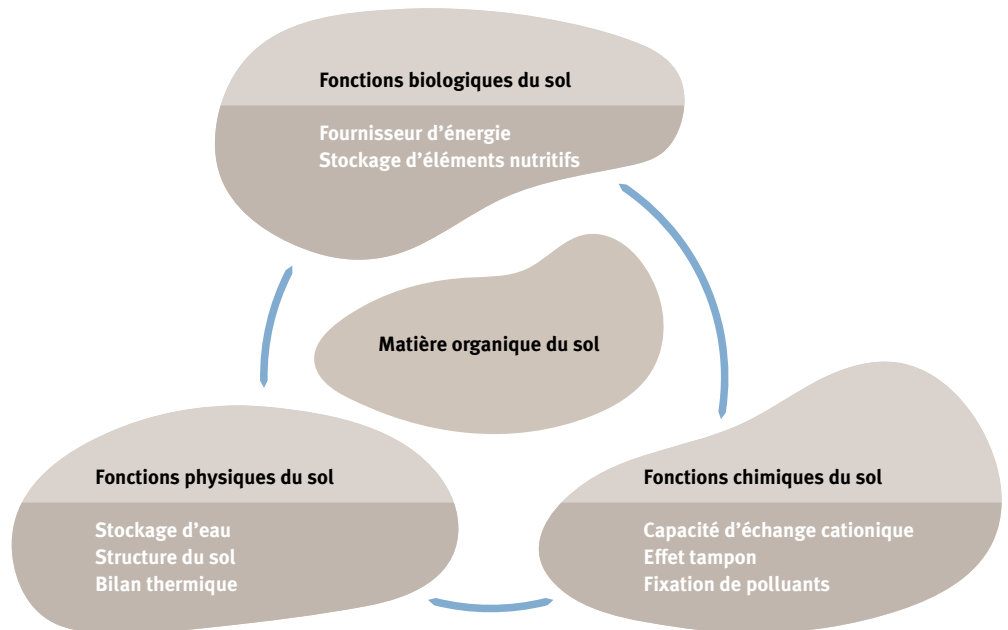 Fonctions biologiques du sol
Fournisseur d’énergie
Stockage d’éléments nutritifs
Matière organique du sol
Fonctions physiques du sol
Stockage d’eau
Structure du sol
Bilan thermique
Fonctions chimiques du sol
Capacité d’échange cationique
Effet tampon
Fixation de polluants